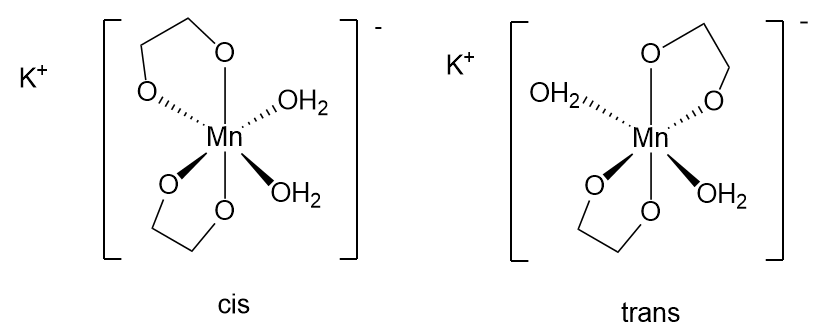 K+ [ O O OH2 Mn O O OH2 ] -
cis
K+ [ O OH2 O Mn O O OH2 ] -
trans